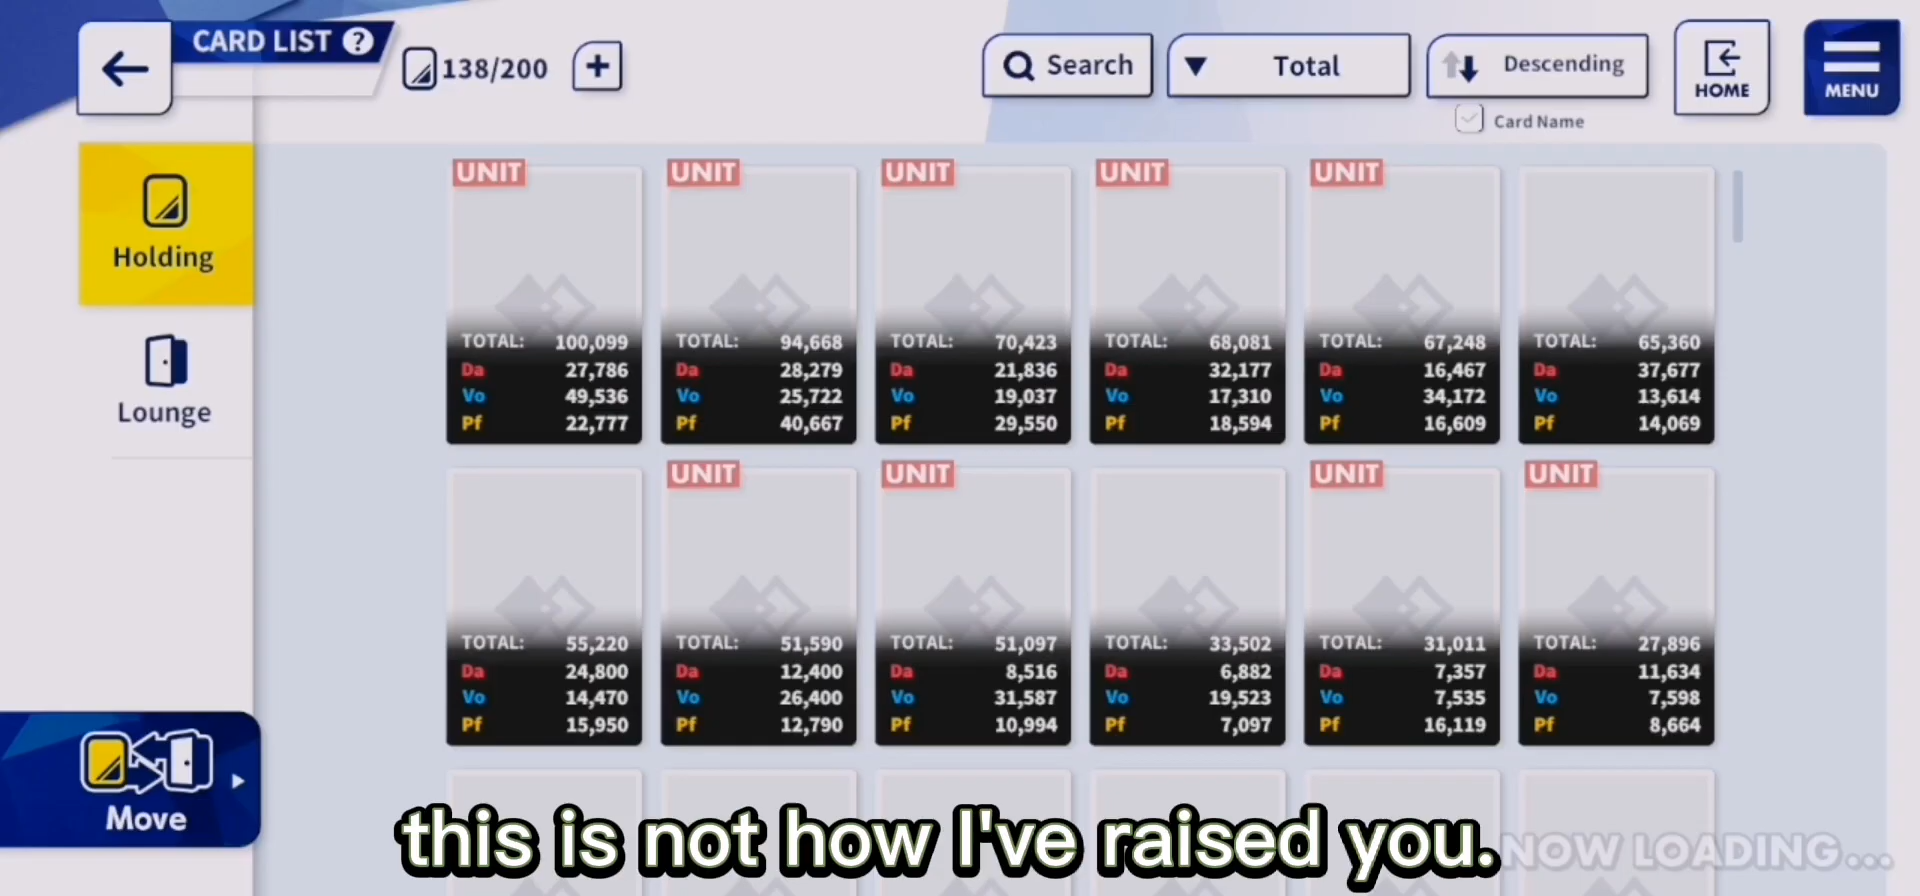 CARD LIST ?
138/200 +
Search
Total
Descending
Card Name
HOME
MENU
Holding
Lounge
Move
UNIT UNIT UNIT UNIT UNIT
TOTAL: 100,099 TOTAL: 94,668 TOTAL: 70,423 TOTAL: 68,081 TOTAL: 67,248 TOTAL: 65,360
Da 27,786 Da 28,279 Da 21,836 Da 32,177 Da 16,467 Da 37,677
Vo 49,536 Vo 25,722 Vo 19,037 Vo 17,310 Vo 34,172 Vo 13,614
Pf 22,777 Pf 40,667 Pf 29,550 Pf 18,594 Pf 16,609 Pf 14,069
UNIT UNIT UNIT UNIT
TOTAL: 55,220 TOTAL: 51,590 TOTAL: 51,097 TOTAL: 33,502 TOTAL: 31,011 TOTAL: 27,896
Da 24,800 Da 12,400 Da 8,516 Da 6,882 Da 7,357 Da 11,634
Vo 14,470 Vo 26,400 Vo 31,587 Vo 19,523 Vo 7,535 Vo 7,598
Pf 15,950 Pf 12,790 Pf 10,994 Pf 7,097 Pf 16,119 Pf 8,664
this is not how I've raised you.
NOW LOADING...